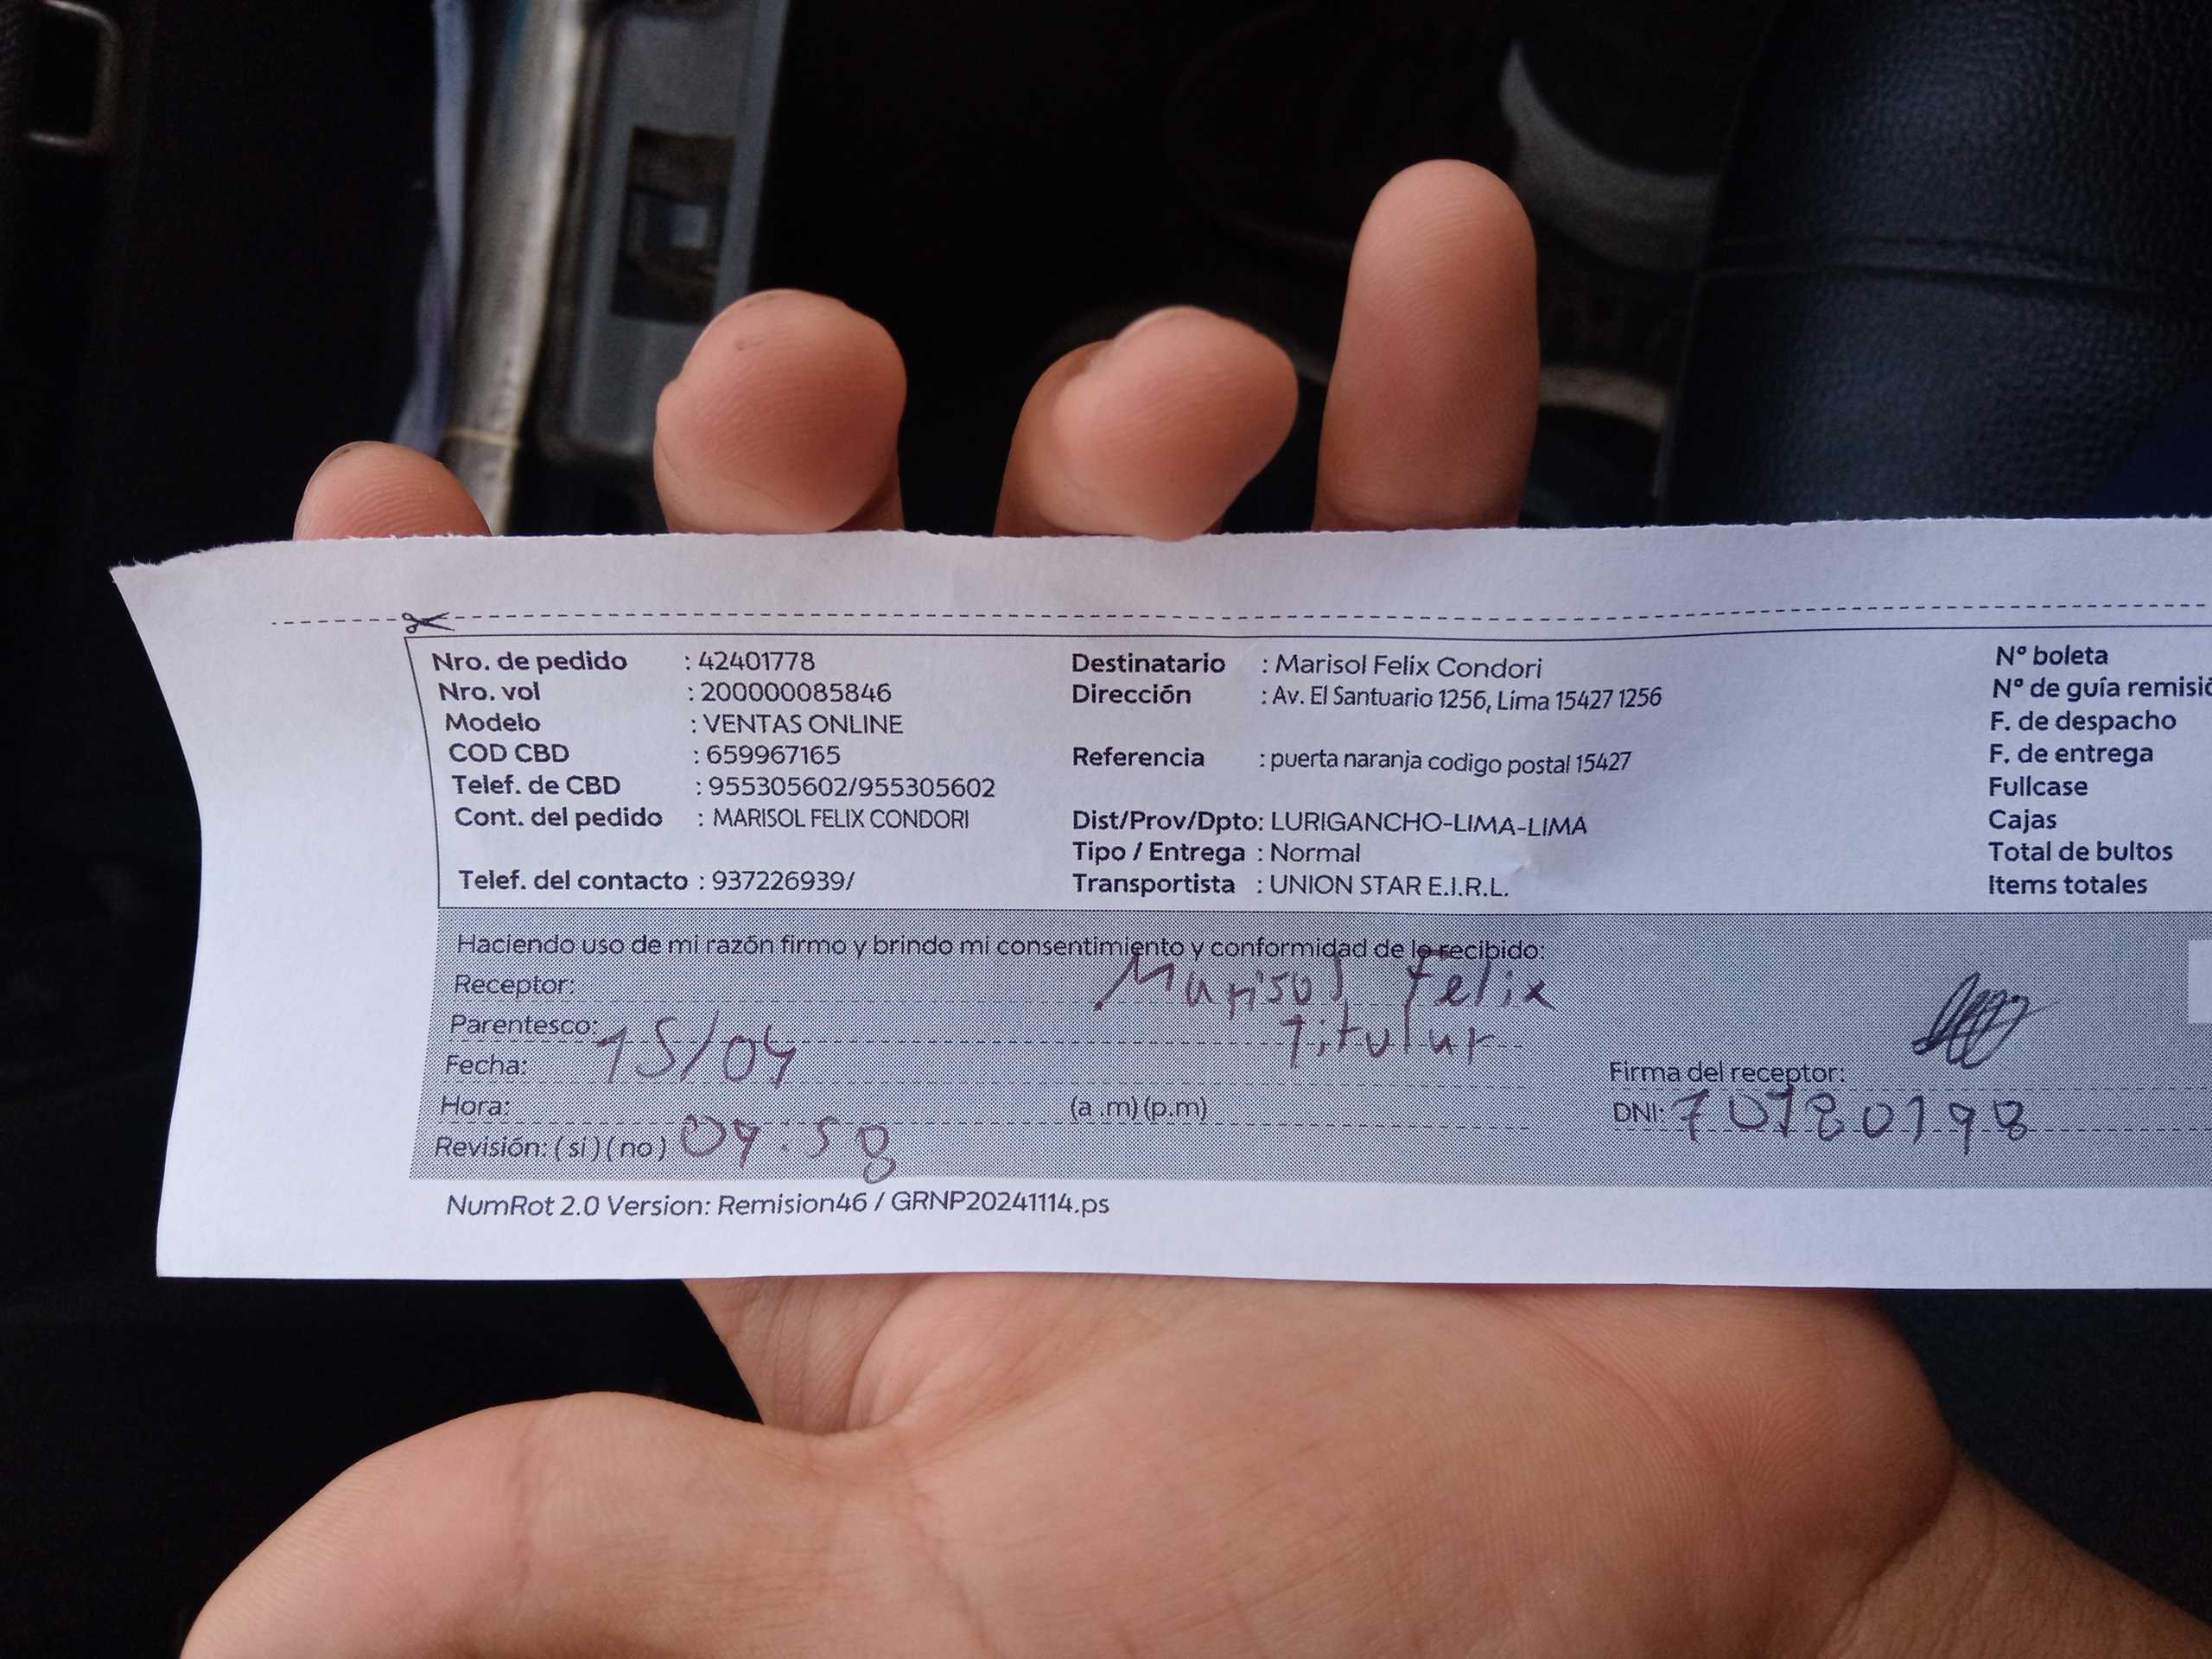 Nro. de pedido : 42401778
Nro. vol : 200000085846
Modelo : VENTAS ONLINE
COD CBD : 659967165
Telef. de CBD : 955305602/955305602
Cont. del pedido : MARISOL FELIX CONDORI
Telef. del contacto : 937226939/
Destinatario : Marisol Felix Condori
Dirección : Av. El Santuario 1256, Lima 15427 1256
Referencia : puerta naranja codigo postal 15427
Dist/Prov/Dpto: LURIGANCHO-LIMA-LIMA
Tipo / Entrega : Normal
Transportista : UNION STAR E.I.R.L.
Nº boleta
Nº de guía
F. de despacho
F. de entrega
Fullcase
Cajas
Total de bultos
Items totales
Haciendo uso de mi razón firmo y brindo mi consentimiento y conformidad de lo recibido:
Receptor: Marisol Felix
Parentesco: Titular
Fecha: 15/04
Hora: (a .m) (p.m)
Revisión: ( si ) ( no ) 04:58
Firma del receptor:
DNI: 70780198
NumRot 2.0 Version: Remision46 / GRNP20241114.ps